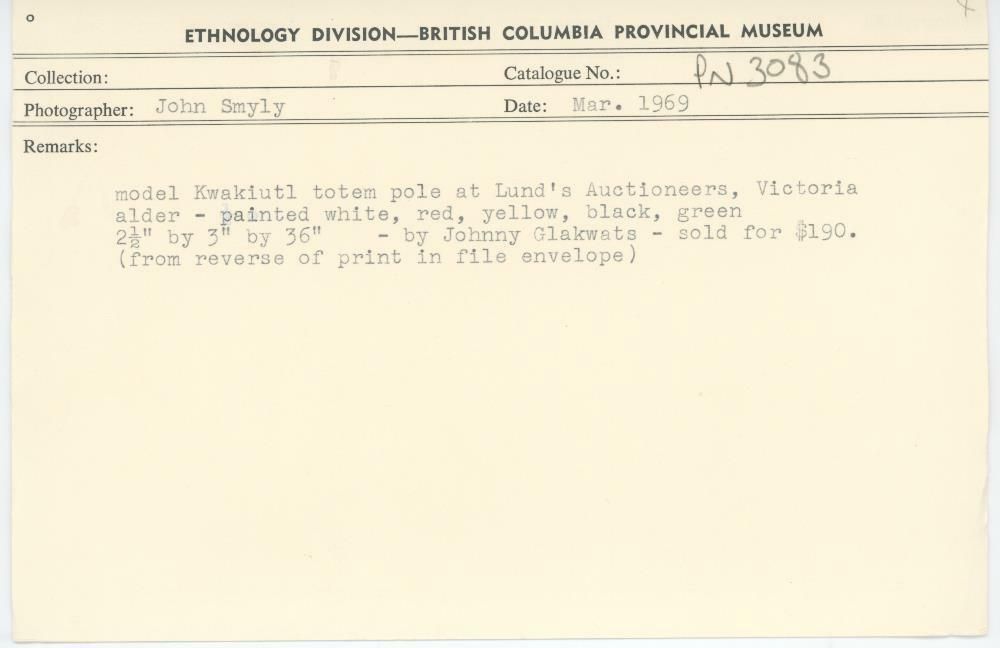 ETHNOLOGY DIVISION—BRITISH COLUMBIA PROVINCIAL MUSEUM
Collection: Catalogue No.: PN 3083
Photographer: John Smyly Date: Mar. 1969
Remarks:
model Kwakiutl totem pole at Lund's Auctioneers, Victoria
alder - painted white, red, yellow, black, green
2½" by 3" by 36" - by Johnny Glakwats - sold for $190.
(from reverse of print in file envelope)